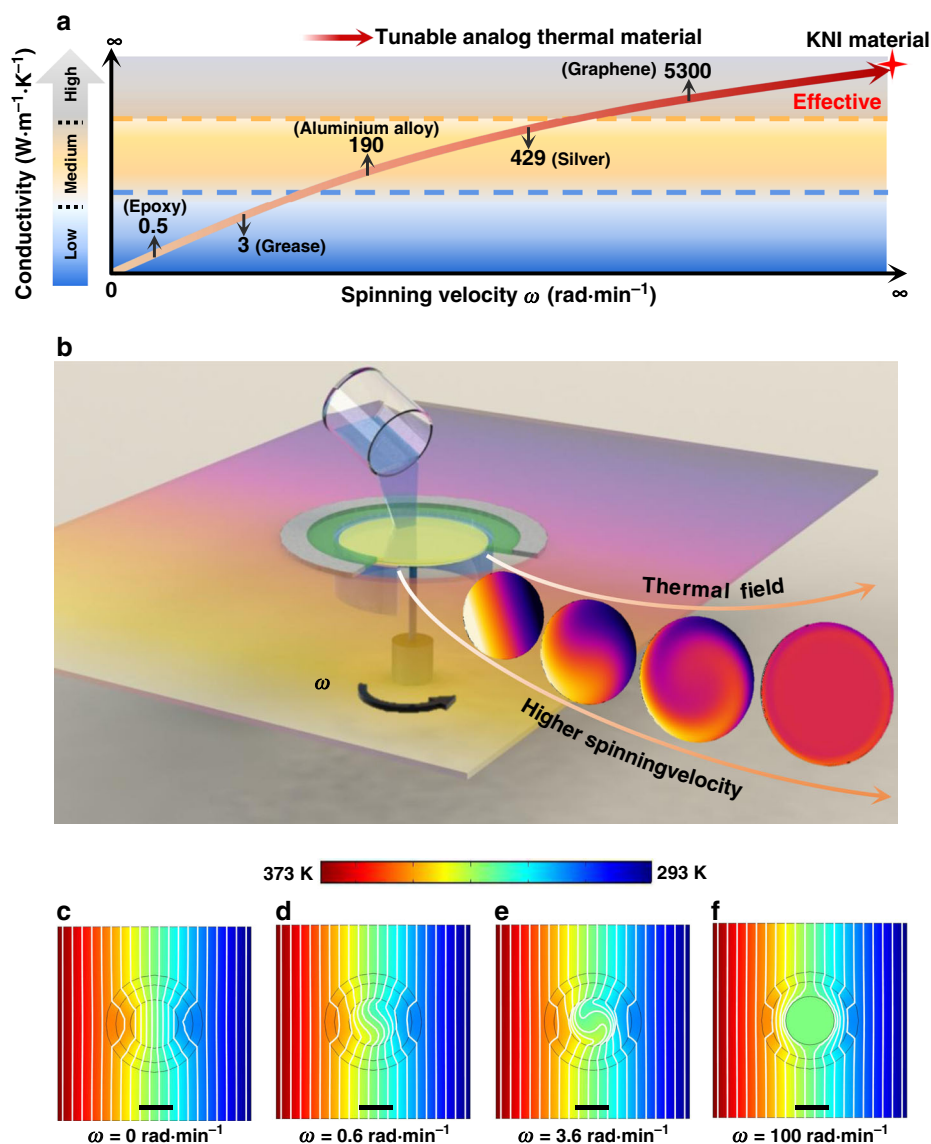 a
∞
Tunable analog thermal material
KNI material
Conductivity (W·m⁻¹·K⁻¹)
High
Medium
Low
(Graphene) 5300
Effective
(Aluminium alloy)
190
429 (Silver)
(Epoxy)
0.5
3 (Grease)
0
Spinning velocity ω (rad·min⁻¹)
∞
b
Thermal field
Higher spinningvelocity
ω
373 K
293 K
c
d
e
f
ω = 0 rad·min⁻¹
ω = 0.6 rad·min⁻¹
ω = 3.6 rad·min⁻¹
ω = 100 rad·min⁻¹